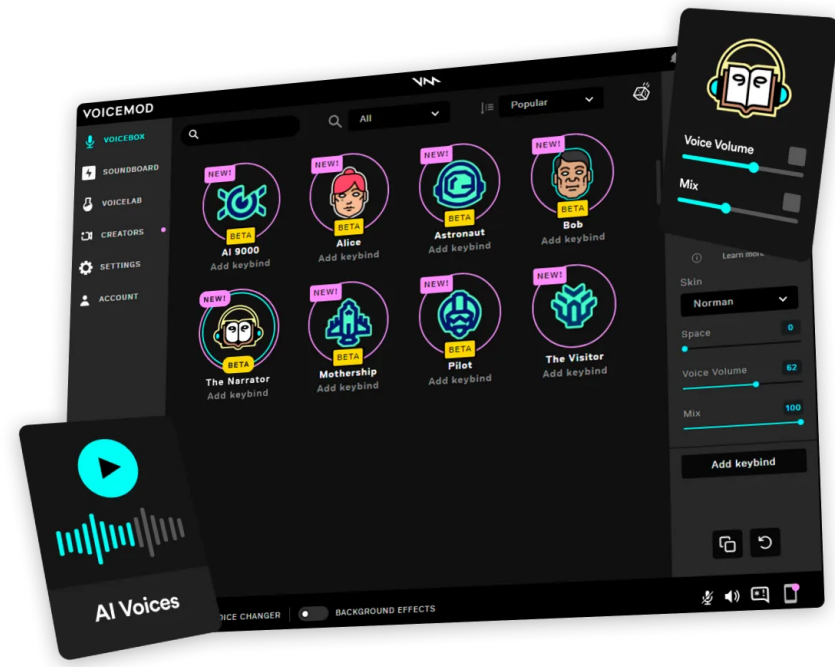 VOICEMOD
VOICEBOX
SOUNDBOARD
VOICELAB
CREATORS
SETTINGS
ACCOUNT
All
Popular
NEW!
BETA
AI 9000
Add keybind
NEW!
BETA
Alice
Add keybind
NEW!
BETA
Astronaut
Add keybind
NEW!
BETA
Bob
Add keybind
NEW!
BETA
The Narrator
Add keybind
NEW!
BETA
Mothership
Add keybind
NEW!
BETA
Pilot
Add keybind
NEW!
The Visitor
Add keybind
Voice Volume
Mix
Learn more
Skin
Norman
Space 0
Voice Volume 62
Mix 100
Add keybind
AI Voices
CHANGER
BACKGROUND EFFECTS